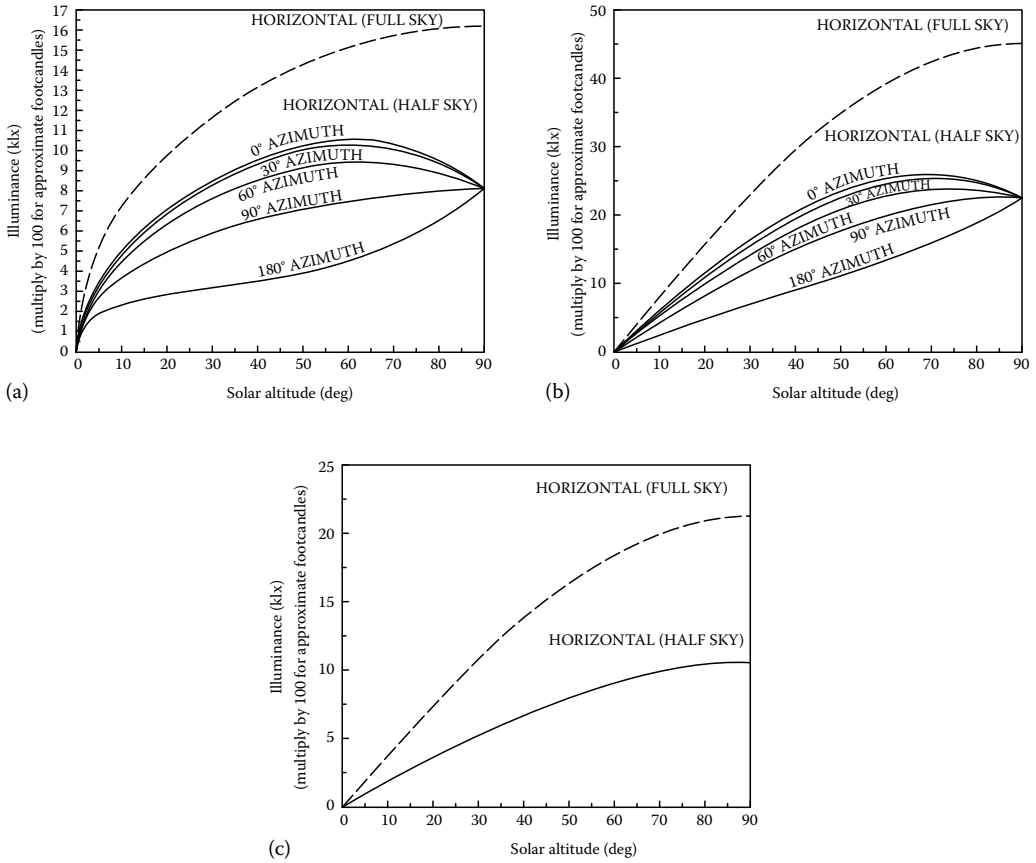 17
16
15
14
13
12
11
10
9
8
7
6
5
4
3
2
1
0
Illuminance (klx)
(multiply by 100 for approximate footcandles)
HORIZONTAL (FULL SKY)
HORIZONTAL (HALF SKY)
0° AZIMUTH
30° AZIMUTH
60° AZIMUTH
90° AZIMUTH
180° AZIMUTH
0 10 20 30 40 50 60 70 80 90
(a) Solar altitude (deg)
50
40
30
20
10
0
Illuminance (klx)
(multiply by 100 for approximate footcandles)
HORIZONTAL (FULL SKY)
HORIZONTAL (HALF SKY)
0° AZIMUTH
30° AZIMUTH
60° AZIMUTH
90° AZIMUTH
180° AZIMUTH
0 10 20 30 40 50 60 70 80 90
(b) Solar altitude (deg)
25
20
15
10
5
0
Illuminance (klx)
(multiply by 100 for approximate footcandles)
HORIZONTAL (FULL SKY)
HORIZONTAL (HALF SKY)
0 10 20 30 40 50 60 70 80 90
(c) Solar altitude (deg)